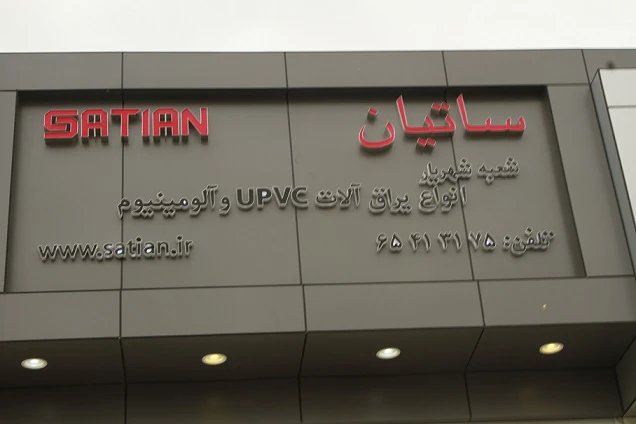 SATIAN
ساتیان
شعبه شهریار
انواع یراق آلات UPVC و آلومینیوم
تلفن: ۶۵ ۴۱ ۳۱ ۷۵
www.satian.ir